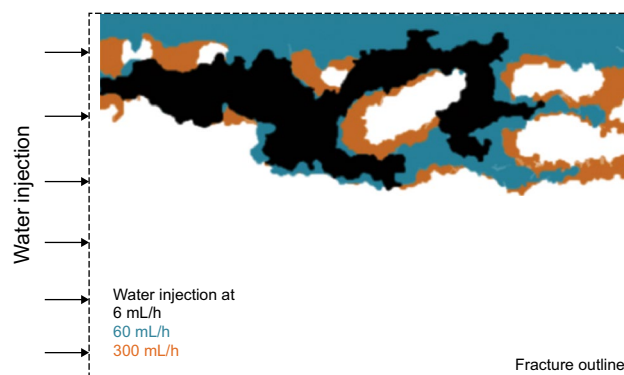 Water injection
Water injection at
6 mL/h
60 mL/h
300 mL/h
Fracture outline